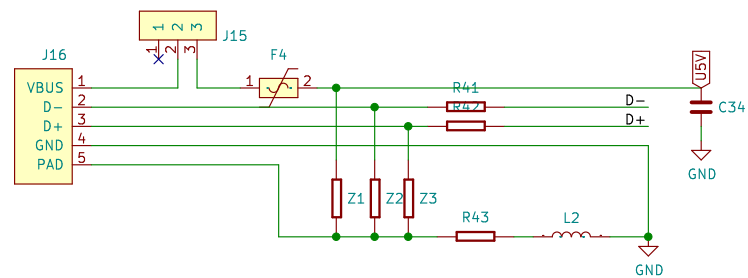 1 2 3
J15
1 2 3
J16
F4
U5V
VBUS 1
1 2
R41
D- 2
D-
R42
C34
D+ 3
D+
GND 4
PAD 5
GND
Z1 Z2 Z3
R43
L2
GND